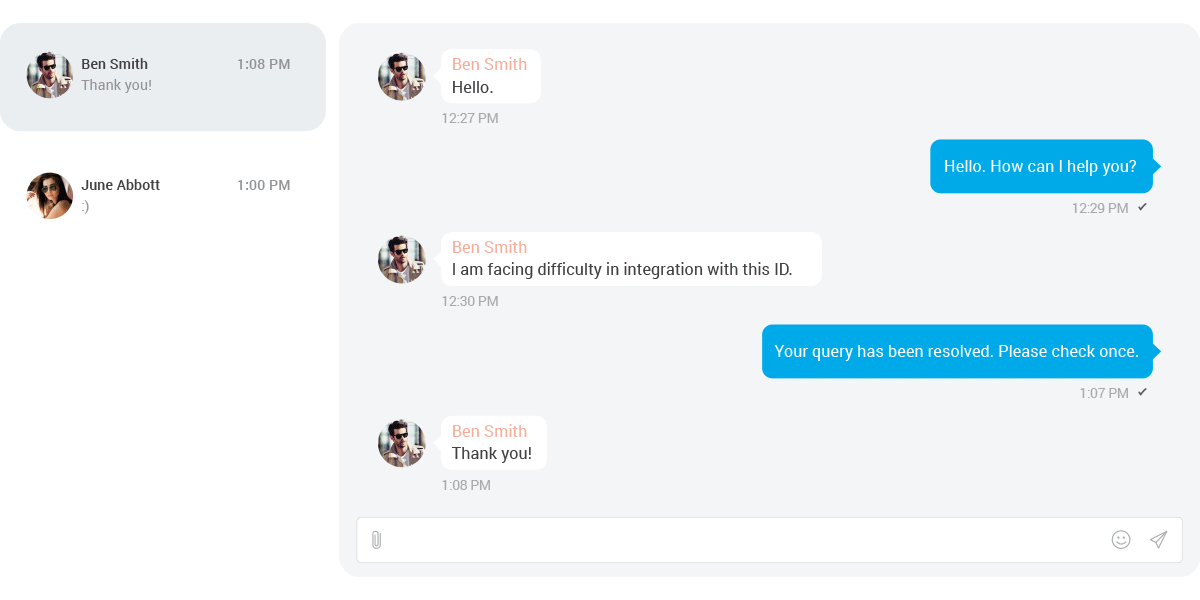 Ben Smith 1:08 PM
Thank you!
June Abbott 1:00 PM
:)
Ben Smith
Hello.
12:27 PM
Hello. How can I help you?
12:29 PM
Ben Smith
I am facing difficulty in integration with this ID.
12:30 PM
Your query has been resolved. Please check once.
1:07 PM
Ben Smith
Thank you!
1:08 PM